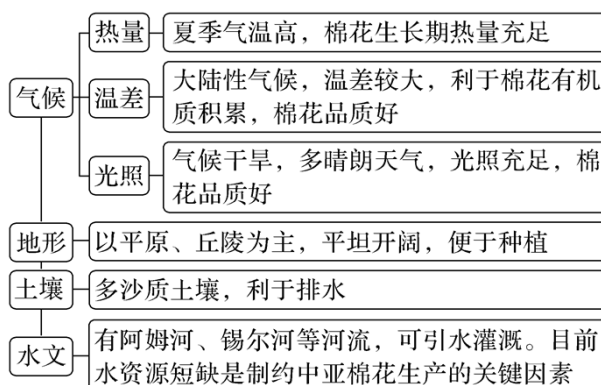 热量
夏季气温高，棉花生长期热量充足
气候
温差
大陆性气候，温差较大，利于棉花有机
质积累，棉花品质好
光照
气候干旱，多晴朗天气，光照充足，棉
花品质好
地形
以平原、丘陵为主，平坦开阔，便于种植
土壤
多沙质土壤，利于排水
水文
有阿姆河、锡尔河等河流，可引水灌溉。目前
水资源短缺是制约中亚棉花生产的关键因素